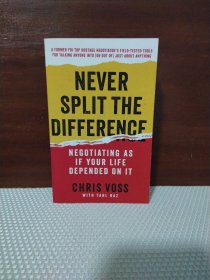 A FORMER FBI TOP HOSTAGE NEGOTIATOR'S FIELD-TESTED TOOLS
FOR TALKING ANYONE INTO (OR OUT OF) JUST ABOUT ANYTHING
NEVER
SPLIT THE
DIFFERENCE
NEGOTIATING AS
IF YOUR LIFE
DEPENDED ON IT
CHRIS VOSS
WITH TAHL RAZ